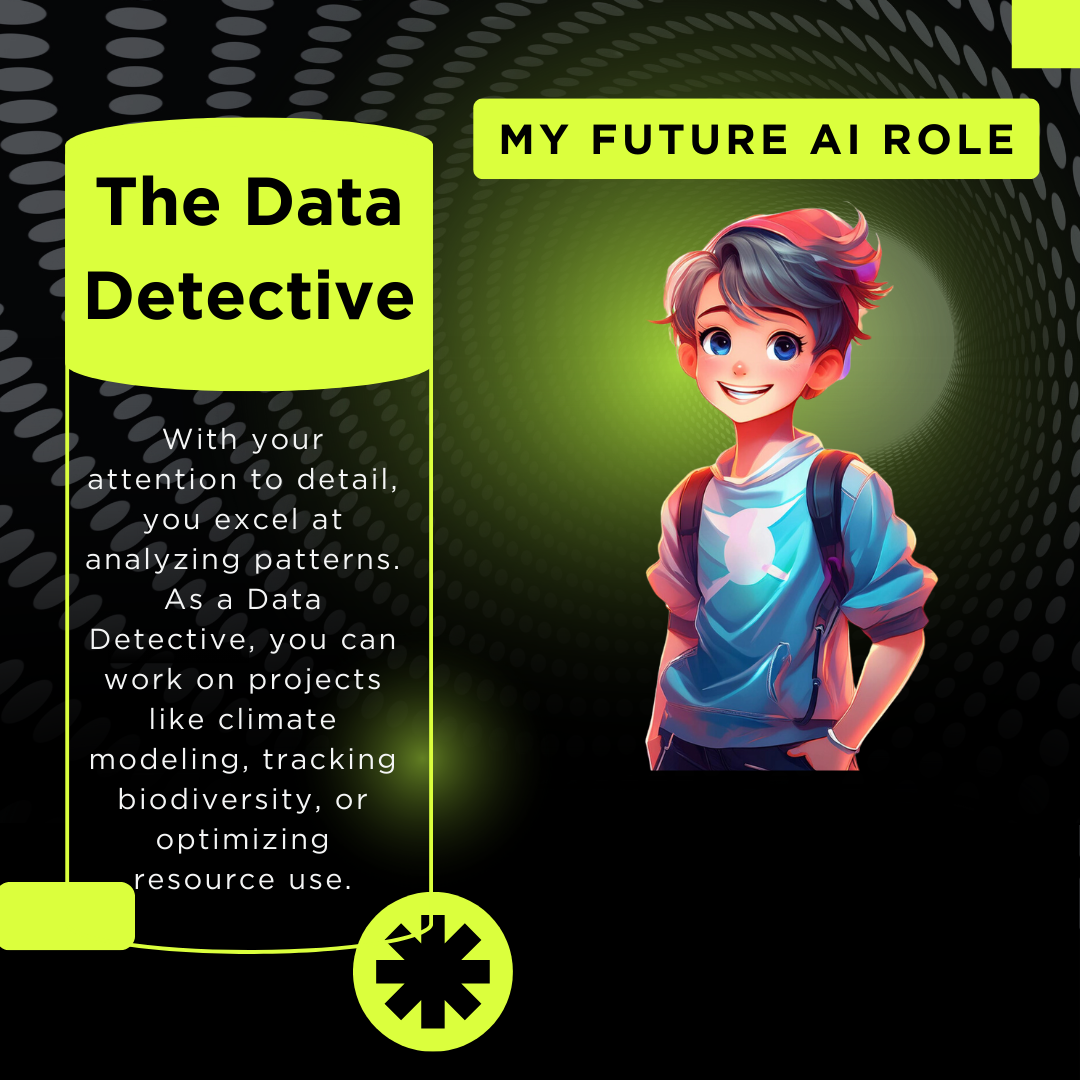 MY FUTURE AI ROLE
The Data
Detective
With your
attention to detail,
you excel at
analyzing patterns.
As a Data
Detective, you can
work on projects
like climate
modeling, tracking
biodiversity, or
optimizing
resource use.